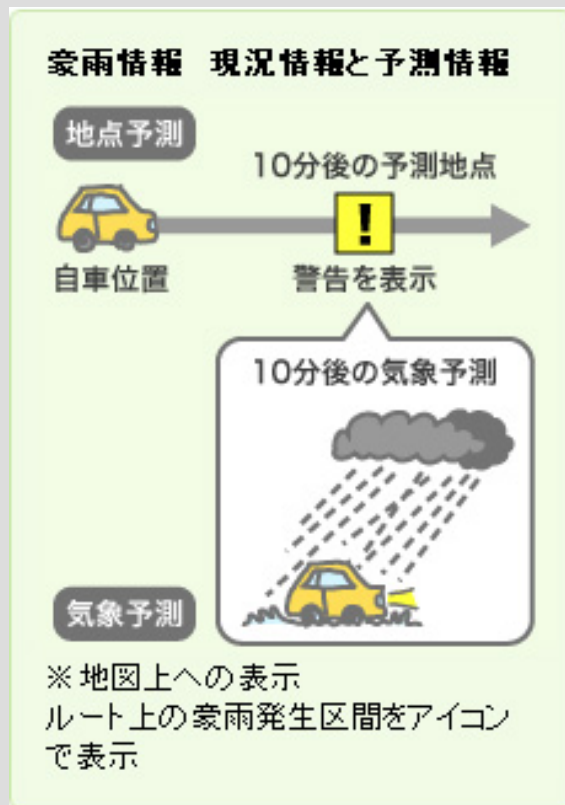 豪雨情報 現況情報と予測情報
地点予測
10分後の予測地点
!
自車位置
警告を表示
10分後の気象予測
気象予測
※地図上への表示
ルート上の豪雨発生区間をアイコン
で表示